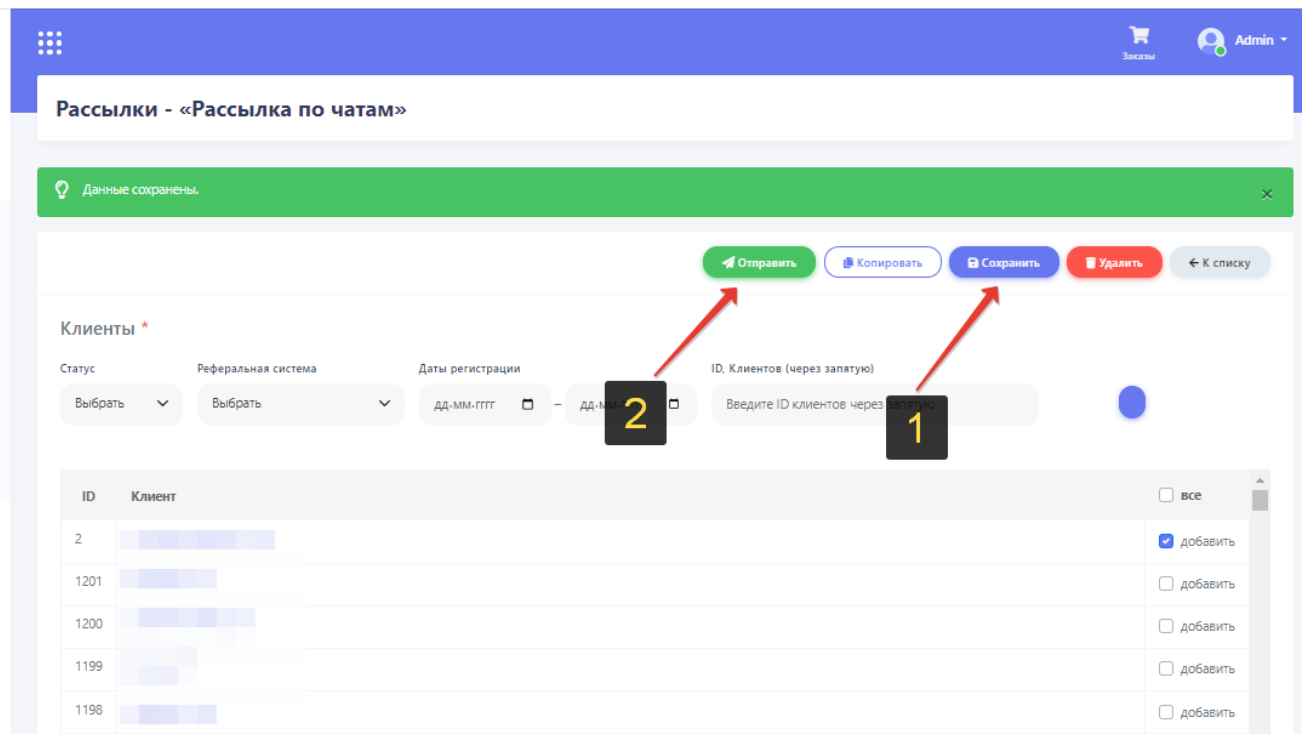 Заказы
Admin
Рассылки - «Рассылка по чатам»
Данные сохранены.
Отправить Копировать Сохранить Удалить ← К списку
Клиенты *
Статус Реферальная система Даты регистрации ID, Клиентов (через запятую)
Выбрать Выбрать дд.мм.гггг – Введите ID клиентов через запятую
2 1
ID Клиент все
2 добавить
1201 добавить
1200 добавить
1199 добавить
1198 добавить